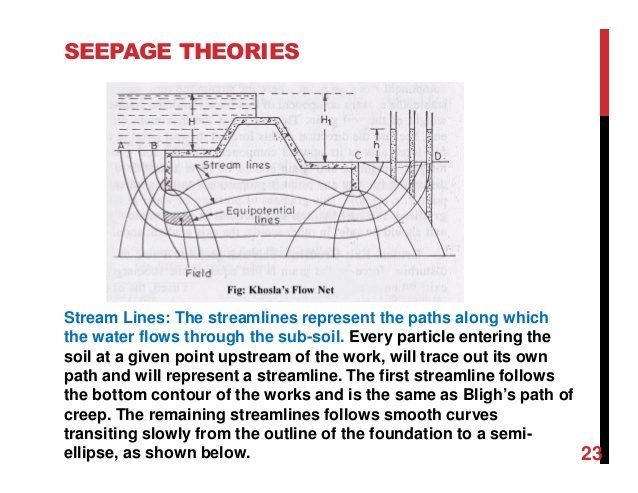 SEEPAGE THEORIES
H
H₁
h
A
B
C
D
Stream lines
Equipotential
lines
Field
Fig: Khosla's Flow Net
Stream Lines: The streamlines represent the paths along which
the water flows through the sub-soil. Every particle entering the
soil at a given point upstream of the work, will trace out its own
path and will represent a streamline. The first streamline follows
the bottom contour of the works and is the same as Bligh's path of
creep. The remaining streamlines follows smooth curves
transiting slowly from the outline of the foundation to a semi-
ellipse, as shown below.
23